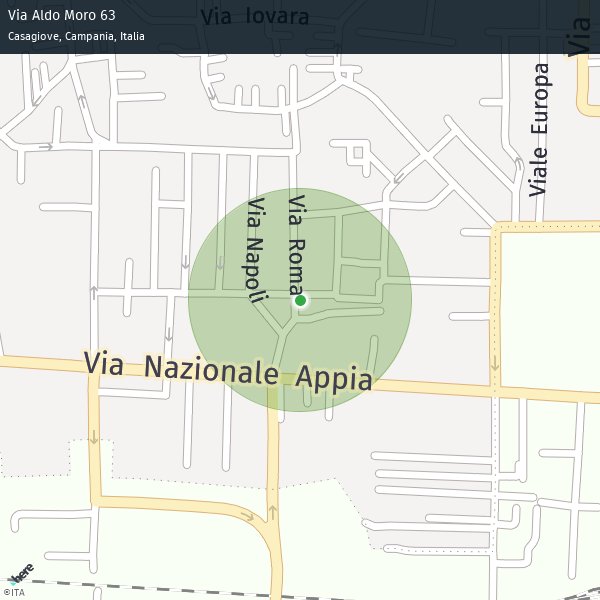 Via Aldo Moro 63
Casagiove, Campania, Italia
Via Iovara
Via
Viale Europa
Via Roma
Via Napoli
Via Nazionale Appia
here
©ITA